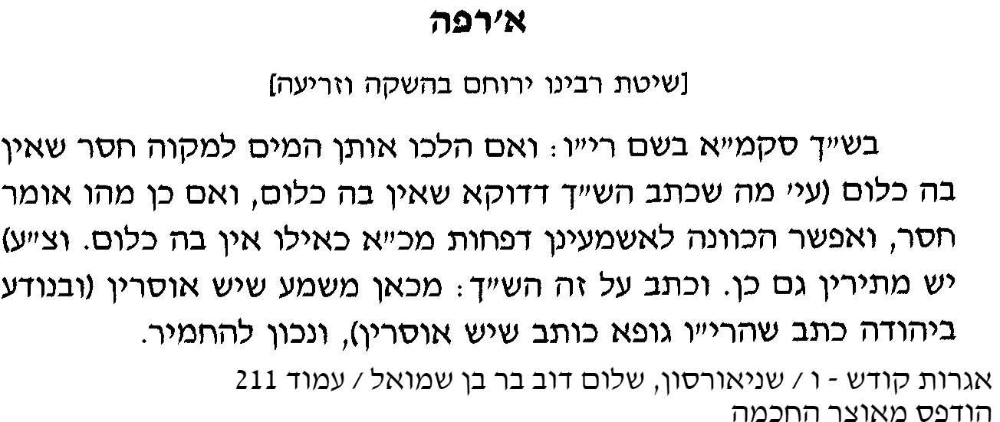 א'רפה
[שיטת רבינו ירוחם בהשקה וזריעה]
בש״ך סקמ״א בשם רי״ו: ואם הלכו אותן המים למקוה חסר שאין
בה כלום (עי' מה שכתב הש״ך דדוקא שאין בה כלום, ואם כן מהו אומר
חסר, ואפשר הכוונה לאשמעינן דפחות מכ״א כאילו אין בה כלום. וצ״ע)
יש מתירין גם כן. וכתב על זה הש״ך: מכאן משמע שיש אוסרין (ובנודע
ביהודה כתב שהרי״ו גופא כותב שיש אוסרין), ונכון להחמיר.
אגרות קודש - ו / שניאורסון, שלום דוב בר בן שמואל / עמוד 211
הודפס מאוצר החכמה